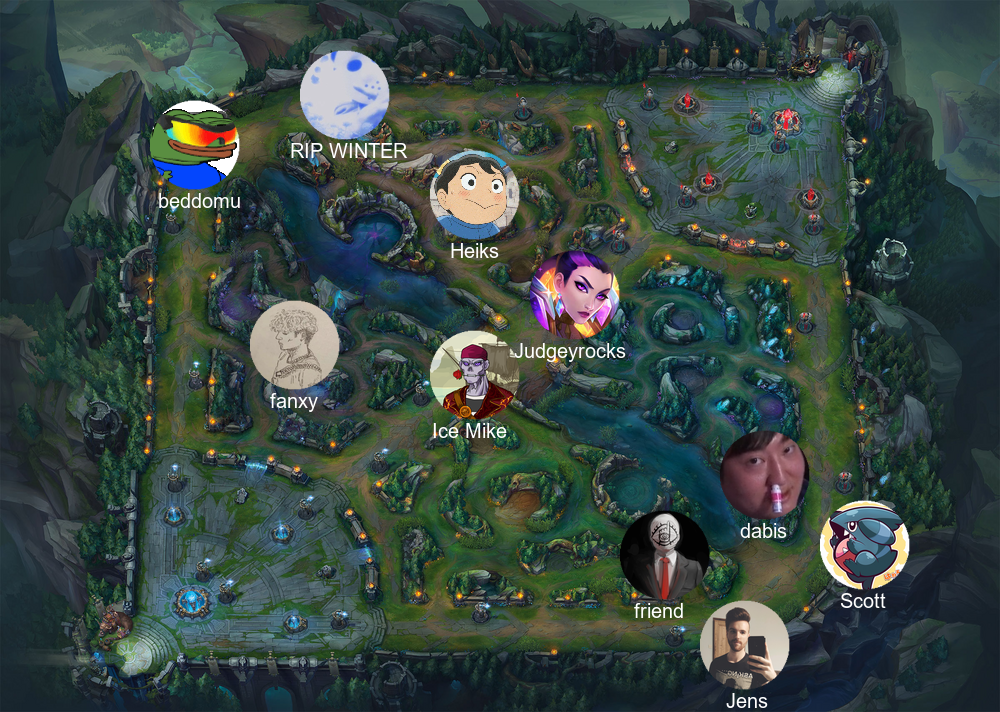 RIP WINTER
beddomu
Heiks
Judgeyrocks
fanxy
Ice Mike
dabis
Scott
friend
Jens